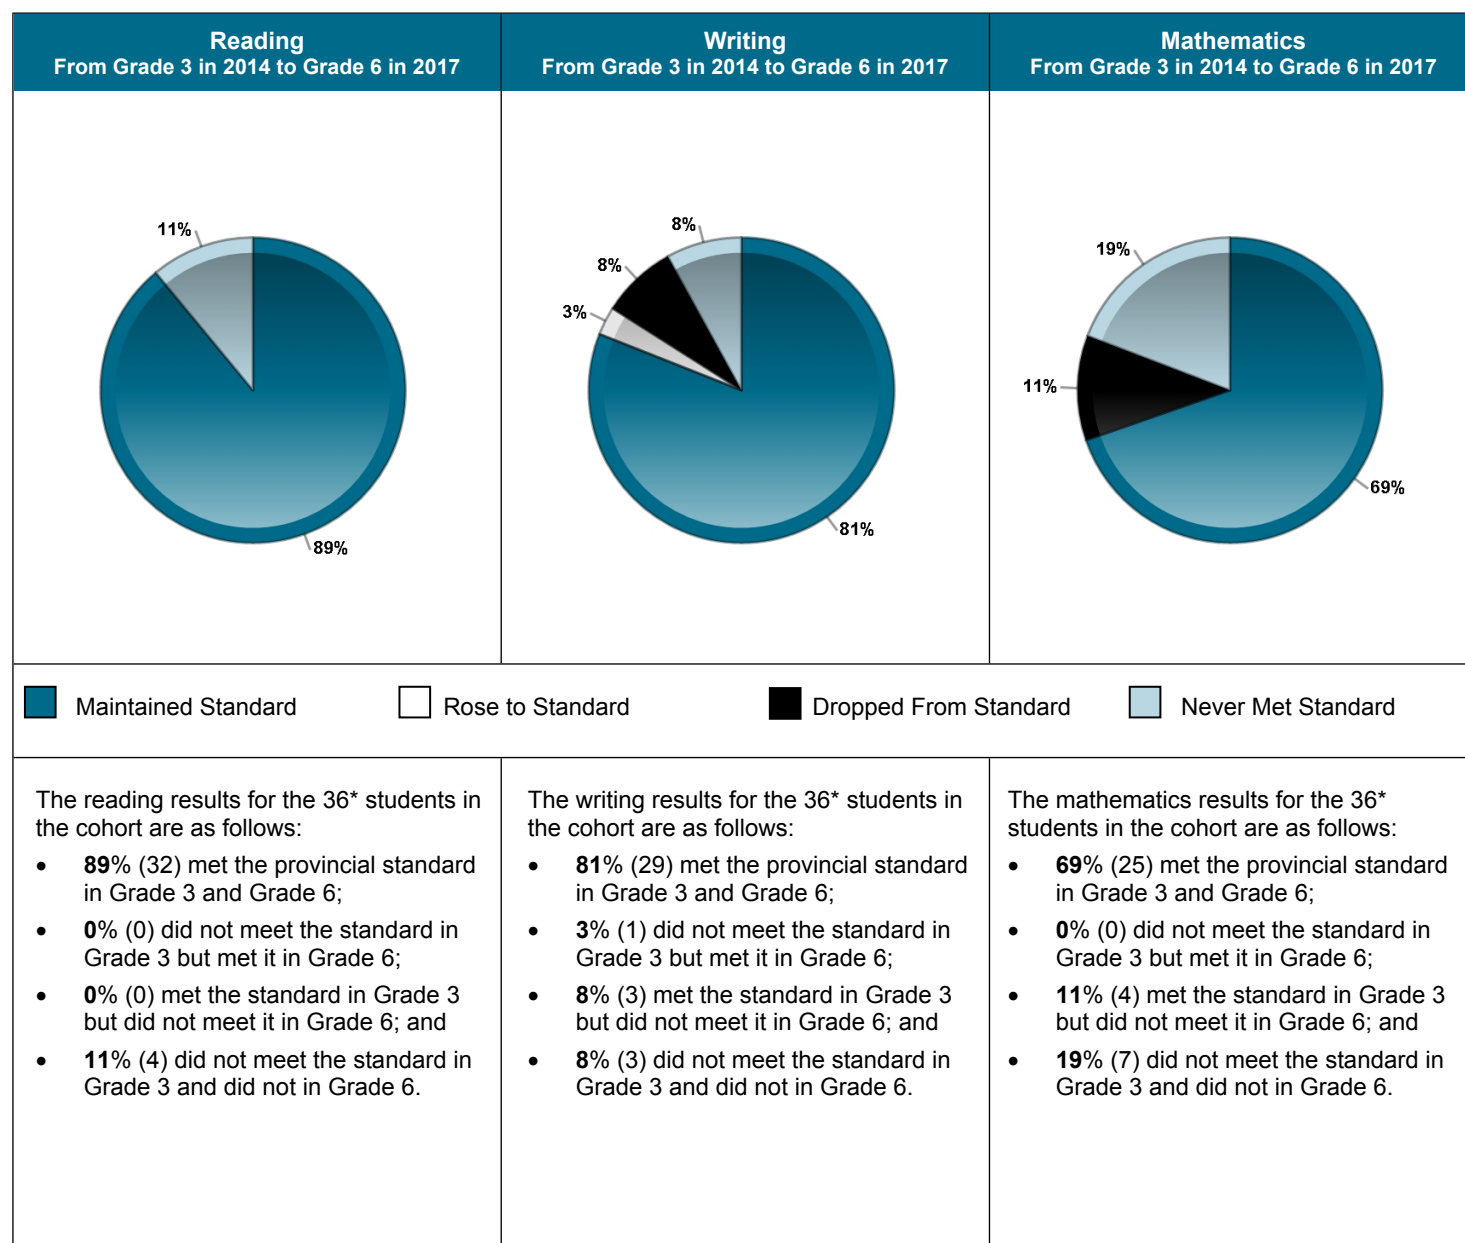 Reading
From Grade 3 in 2014 to Grade 6 in 2017
Writing
From Grade 3 in 2014 to Grade 6 in 2017
Mathematics
From Grade 3 in 2014 to Grade 6 in 2017
11%
89%
8%
8%
3%
81%
19%
11%
69%
Maintained Standard
Rose to Standard
Dropped From Standard
Never Met Standard
The reading results for the 36* students in
the cohort are as follows:
• 89% (32) met the provincial standard
in Grade 3 and Grade 6;
• 0% (0) did not meet the standard in
Grade 3 but met it in Grade 6;
• 0% (0) met the standard in Grade 3
but did not meet it in Grade 6; and
• 11% (4) did not meet the standard in
Grade 3 and did not in Grade 6.
The writing results for the 36* students in
the cohort are as follows:
• 81% (29) met the provincial standard
in Grade 3 and Grade 6;
• 3% (1) did not meet the standard in
Grade 3 but met it in Grade 6;
• 8% (3) met the standard in Grade 3
but did not meet it in Grade 6; and
• 8% (3) did not meet the standard in
Grade 3 and did not in Grade 6.
The mathematics results for the 36*
students in the cohort are as follows:
• 69% (25) met the provincial standard
in Grade 3 and Grade 6;
• 0% (0) did not meet the standard in
Grade 3 but met it in Grade 6;
• 11% (4) met the standard in Grade 3
but did not meet it in Grade 6; and
• 19% (7) did not meet the standard in
Grade 3 and did not in Grade 6.